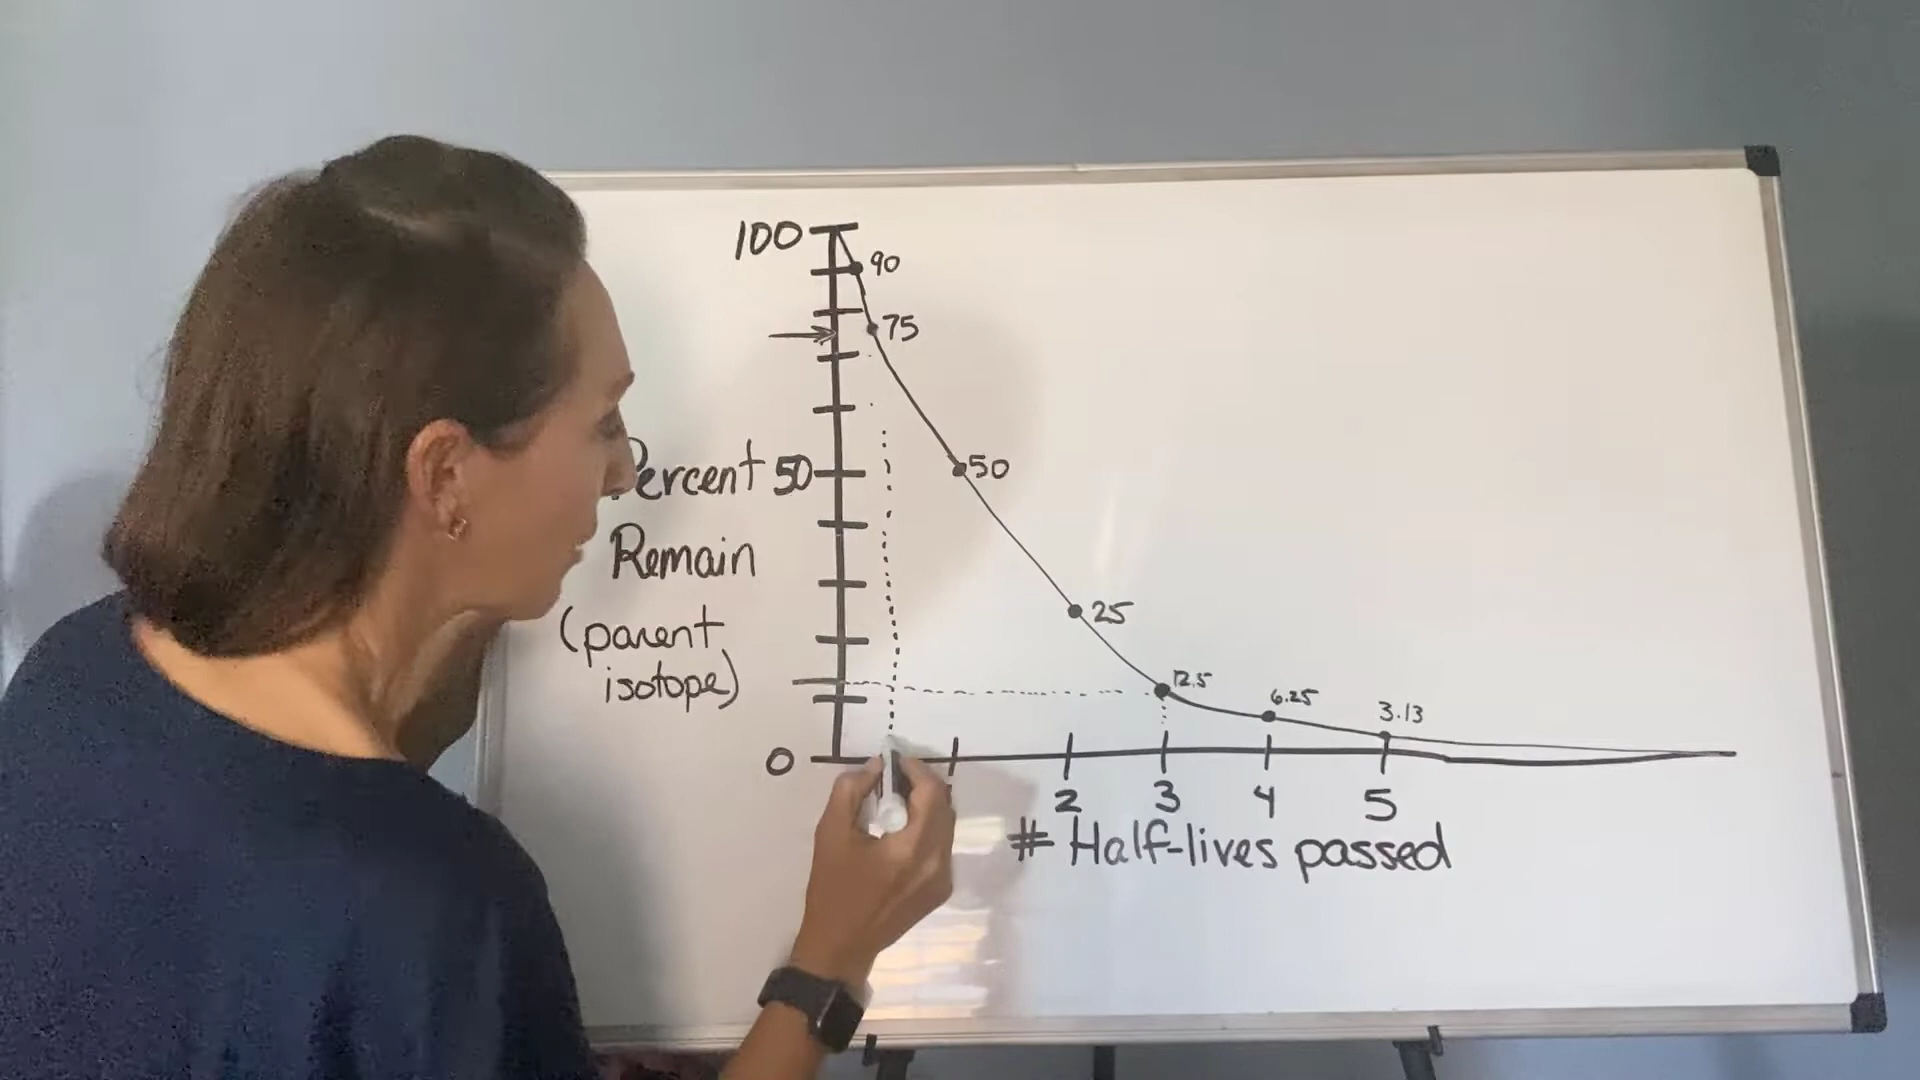 100
90
75
Percent 50
50
Remain
(parent
isotope)
25
12.5
6.25
3.13
0
2 3 4 5
# Half-lives passed